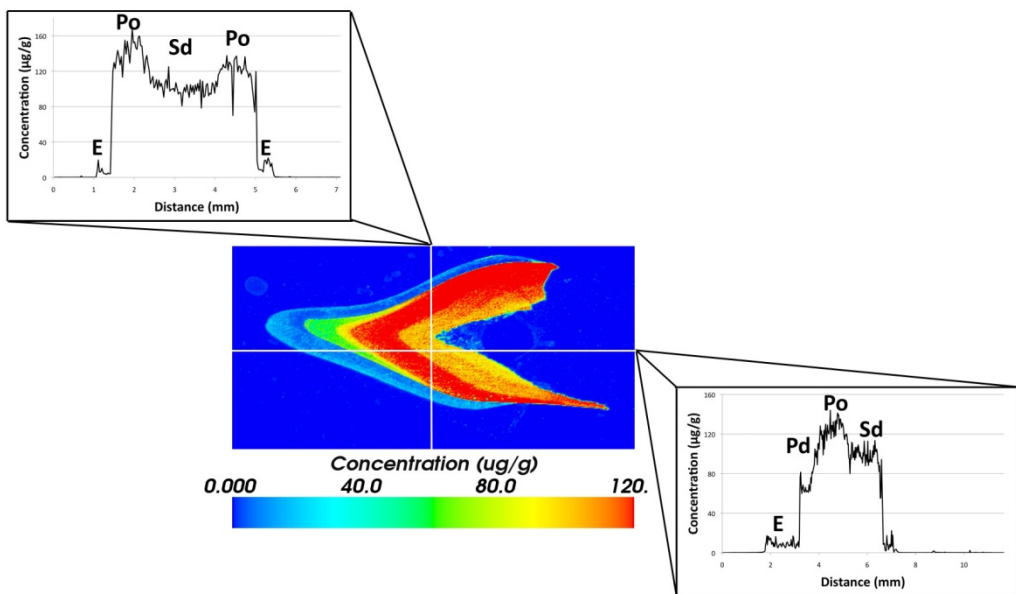 160
120
80
40
0
Concentration (µg/g)
Po
Sd
Po
E
E
0 1 2 3 4 5 6 7
Distance (mm)
Concentration (ug/g)
0.000 40.0 80.0 120.
160
120
80
40
0
Concentration (µg/g)
Po
Pd
Sd
E
0 2 4 6 8 10
Distance (mm)